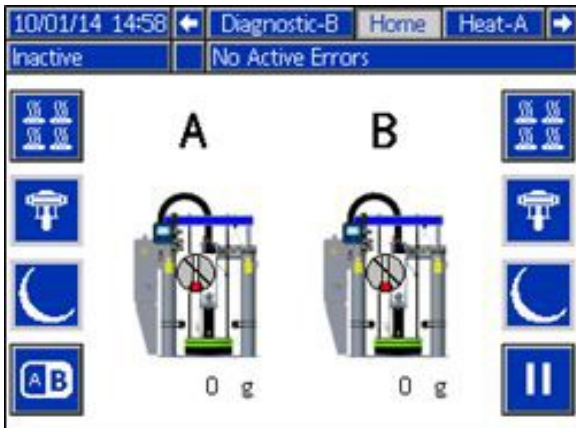 10/01/14 14:58 Diagnostic-B Home Heat-A
Inactive No Active Errors
A B
A B
0 g 0 g